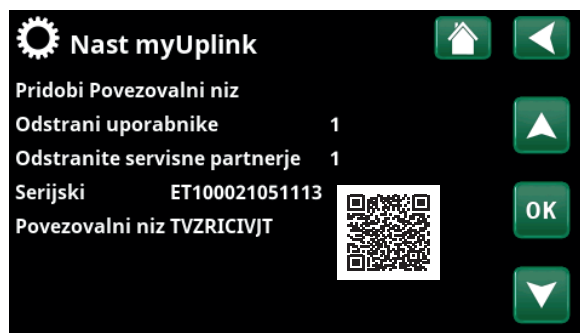 Nast myUplink
Pridobi Povezovalni niz
Odstrani uporabnike 1
Odstranite servisne partnerje 1
Serijski ET100021051113
Povezovalni niz TVZRICIVJT
OK